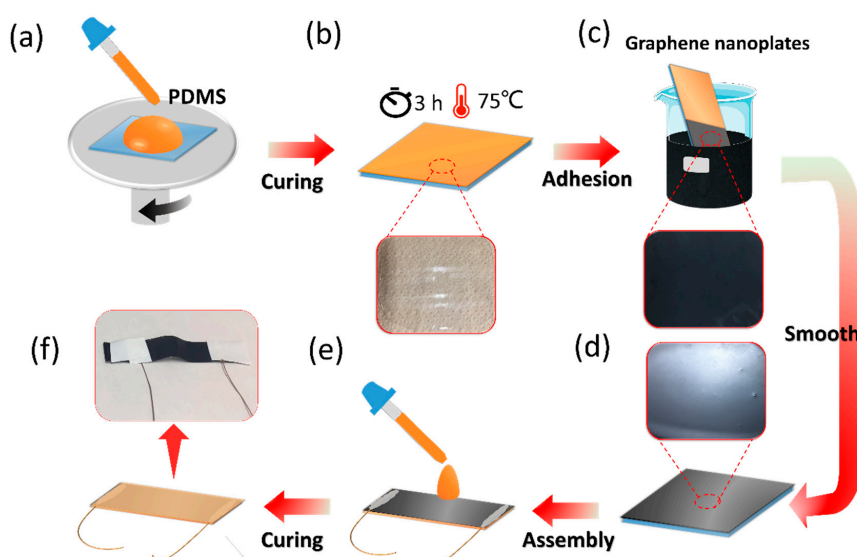 (a)
PDMS
Curing
(b)
3 h 75℃
Adhesion
(c)
Graphene nanoplates
Smooth
(d)
Assembly
(e)
Curing
(f)